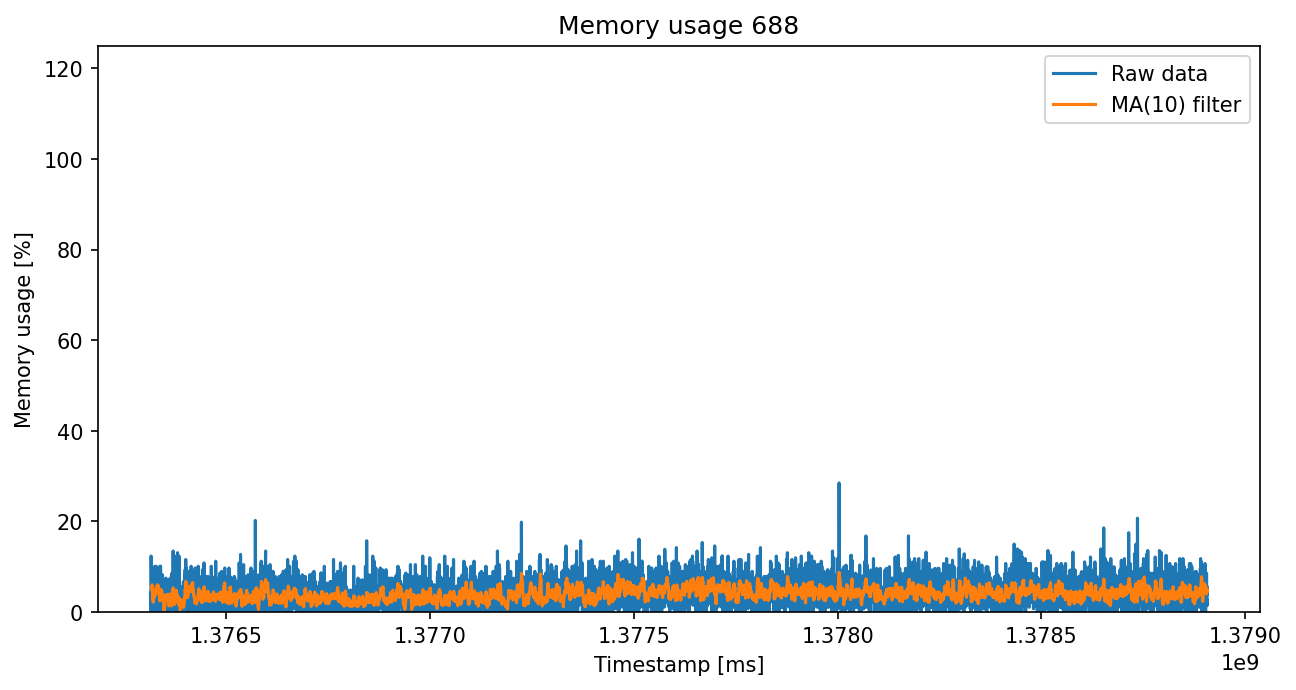 Memory usage 688
Raw data
MA(10) filter
Memory usage [%]
120
100
80
60
40
20
0
1.3765 1.3770 1.3775 1.3780 1.3785 1.3790
Timestamp [ms]
1e9